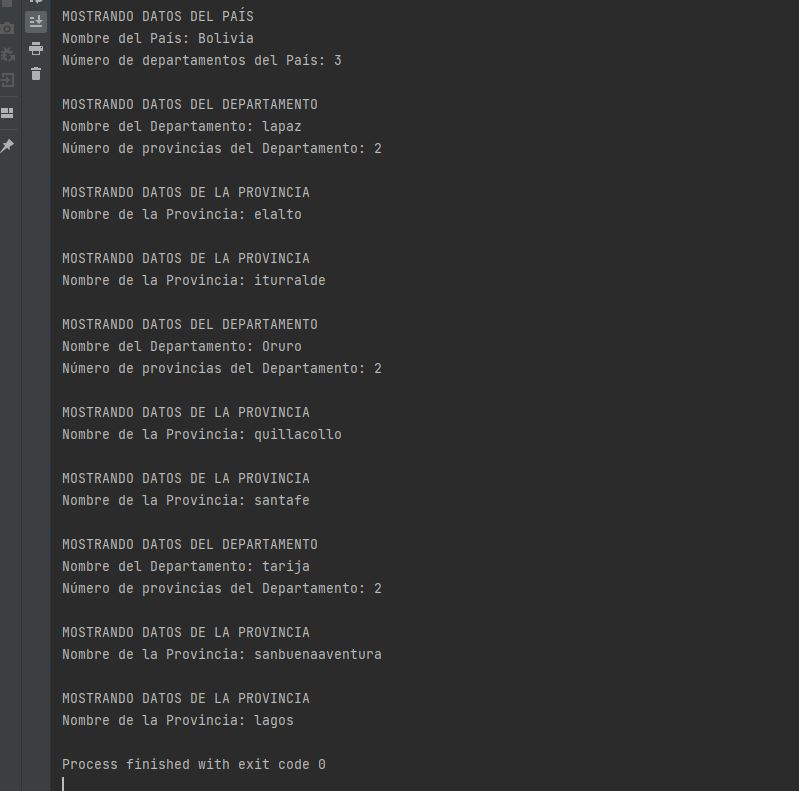 MOSTRANDO DATOS DEL PAÍS
Nombre del País: Bolivia
Número de departamentos del País: 3
MOSTRANDO DATOS DEL DEPARTAMENTO
Nombre del Departamento: lapaz
Número de provincias del Departamento: 2
MOSTRANDO DATOS DE LA PROVINCIA
Nombre de la Provincia: elalto
MOSTRANDO DATOS DE LA PROVINCIA
Nombre de la Provincia: iturralde
MOSTRANDO DATOS DEL DEPARTAMENTO
Nombre del Departamento: Oruro
Número de provincias del Departamento: 2
MOSTRANDO DATOS DE LA PROVINCIA
Nombre de la Provincia: quillacollo
MOSTRANDO DATOS DE LA PROVINCIA
Nombre de la Provincia: santafe
MOSTRANDO DATOS DEL DEPARTAMENTO
Nombre del Departamento: tarija
Número de provincias del Departamento: 2
MOSTRANDO DATOS DE LA PROVINCIA
Nombre de la Provincia: sanbuenaaventura
MOSTRANDO DATOS DE LA PROVINCIA
Nombre de la Provincia: lagos
Process finished with exit code 0